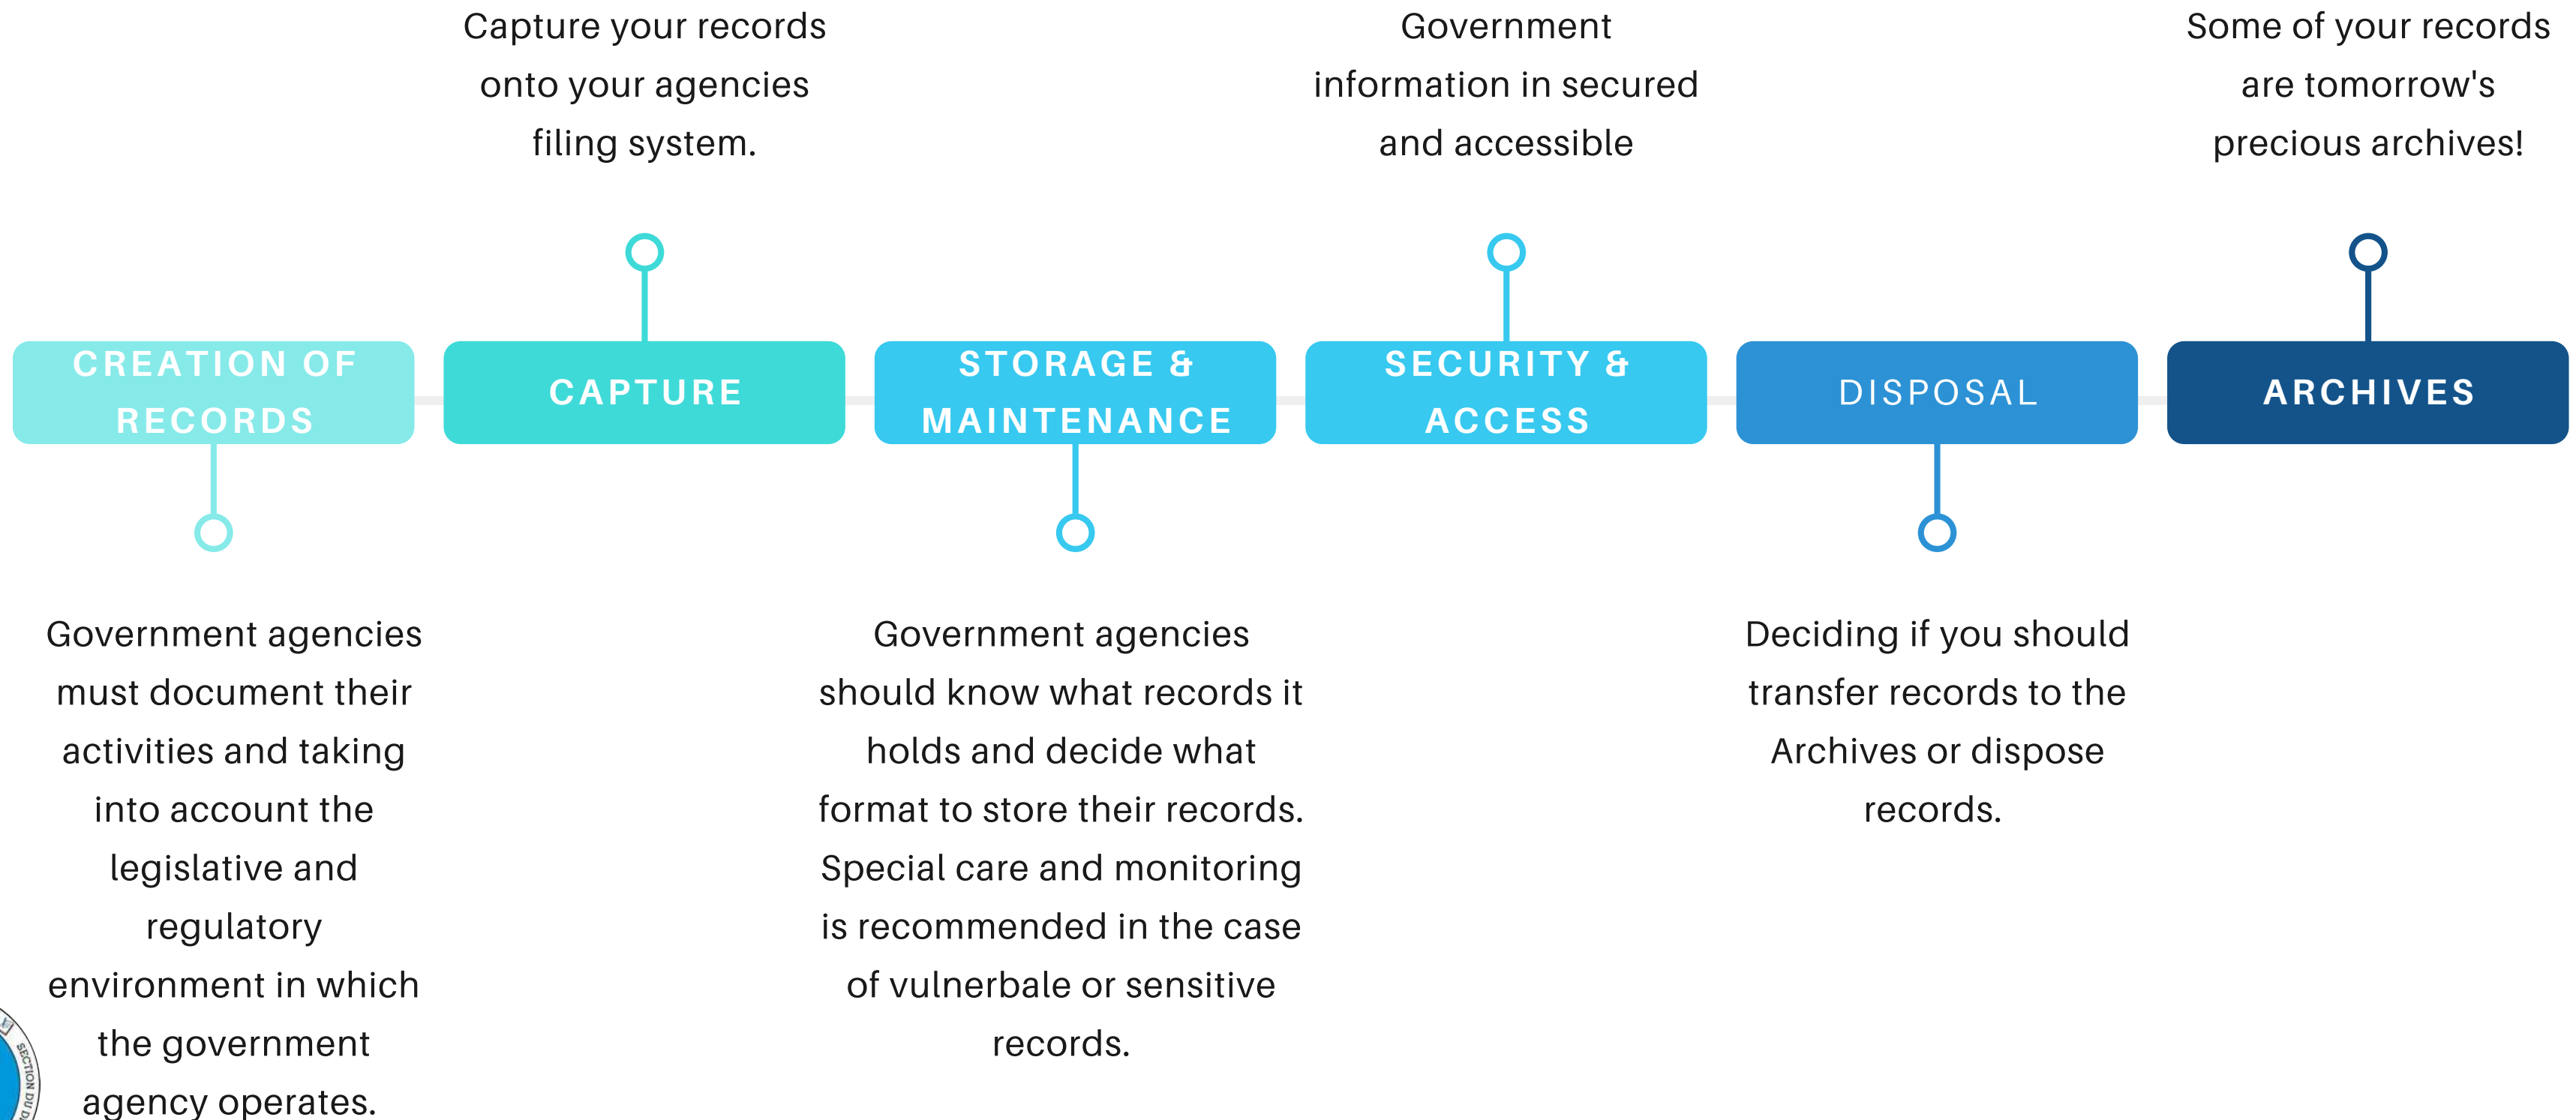 Capture your records
onto your agencies
filing system.
Government
information in secured
and accessible
Some of your records
are tomorrow's
precious archives!
CREATION OF
RECORDS
CAPTURE
STORAGE &
MAINTENANCE
SECURITY &
ACCESS
DISPOSAL
ARCHIVES
Government agencies
must document their
activities and taking
into account the
legislative and
regulatory
environment in which
the government
agency operates.
Government agencies
should know what records it
holds and decide what
format to store their records.
Special care and monitoring
is recommended in the case
of vulnerbale or sensitive
records.
Deciding if you should
transfer records to the
Archives or dispose
records.
SECTION DU